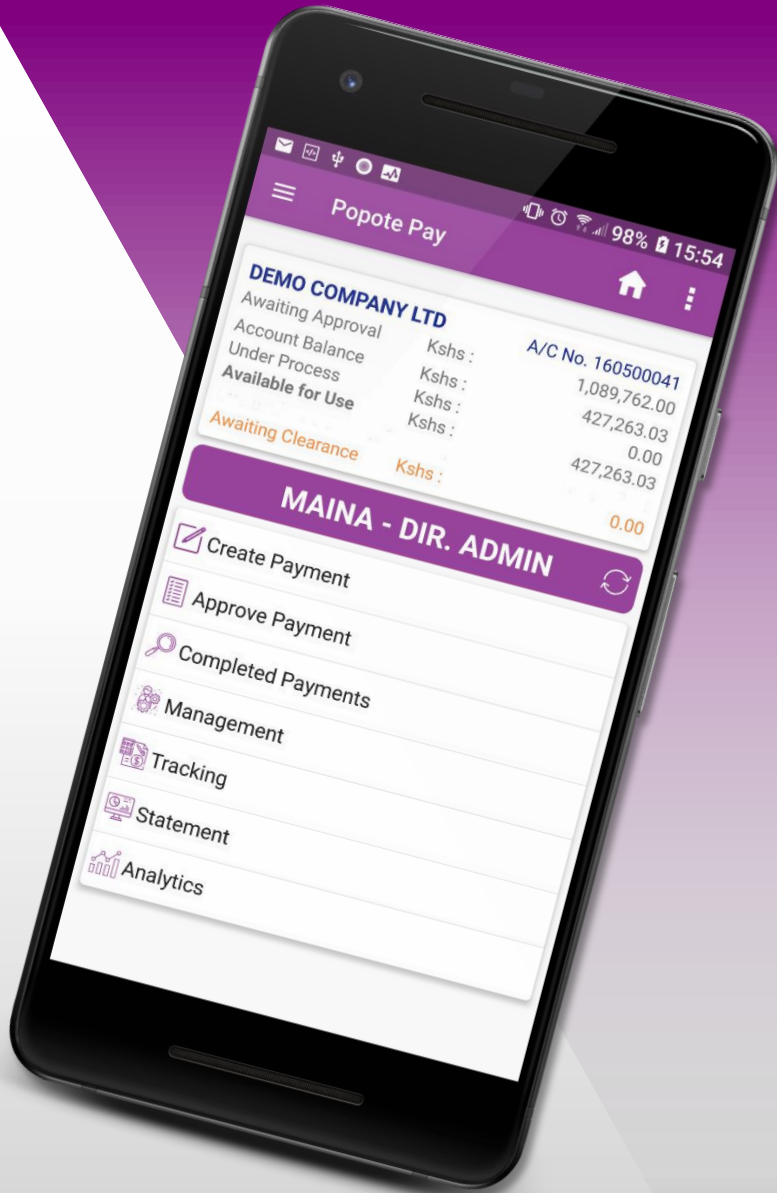 98% 15:54
Popote Pay
DEMO COMPANY LTD
A/C No. 160500041
Awaiting Approval Kshs : 1,089,762.00
Account Balance Kshs : 427,263.03
Under Process Kshs : 0.00
Available for Use Kshs : 427,263.03
Awaiting Clearance Kshs : 0.00
MAINA - DIR. ADMIN
Create Payment
Approve Payment
Completed Payments
Management
Tracking
Statement
Analytics